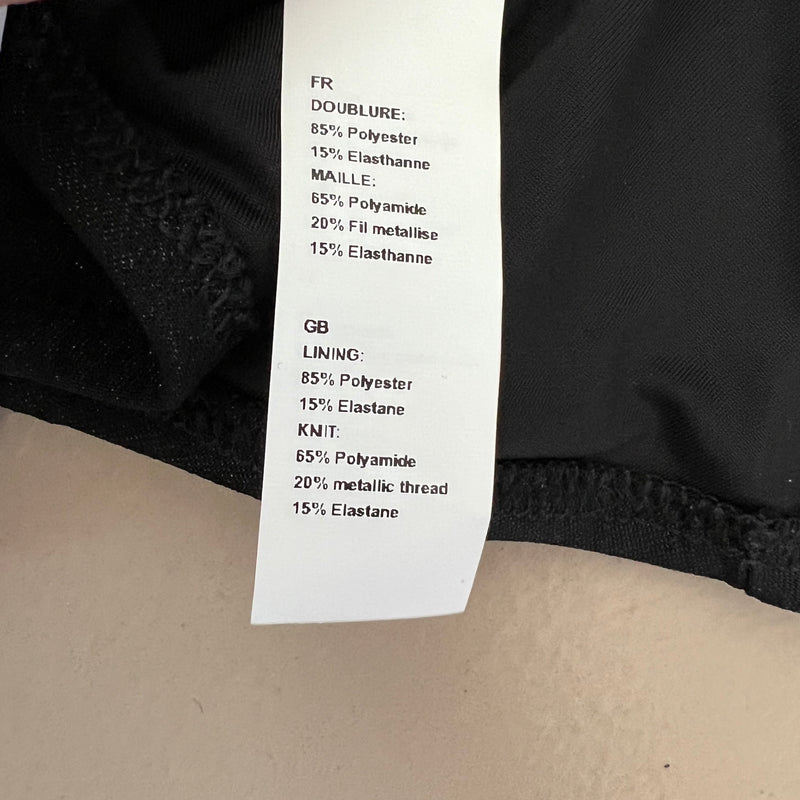 FR
DOUBLURE:
85% Polyester
15% Elasthanne
MAILLE:
65% Polyamide
20% Fil metallise
15% Elasthanne
GB
LINING:
85% Polyester
15% Elastane
KNIT:
65% Polyamide
20% metallic thread
15% Elastane